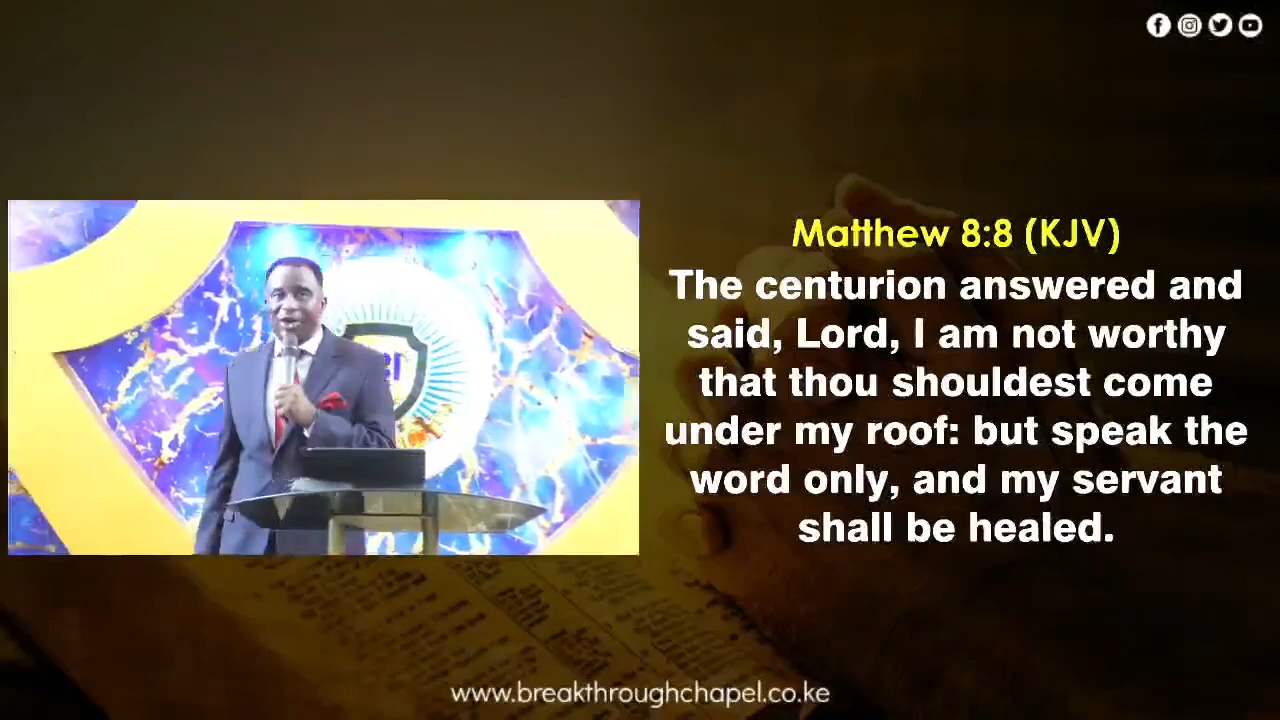 Matthew 8:8 (KJV)
The centurion answered and
said, Lord, I am not worthy
that thou shouldest come
under my roof: but speak the
word only, and my servant
shall be healed.
www.breakthroughchapel.co.ke